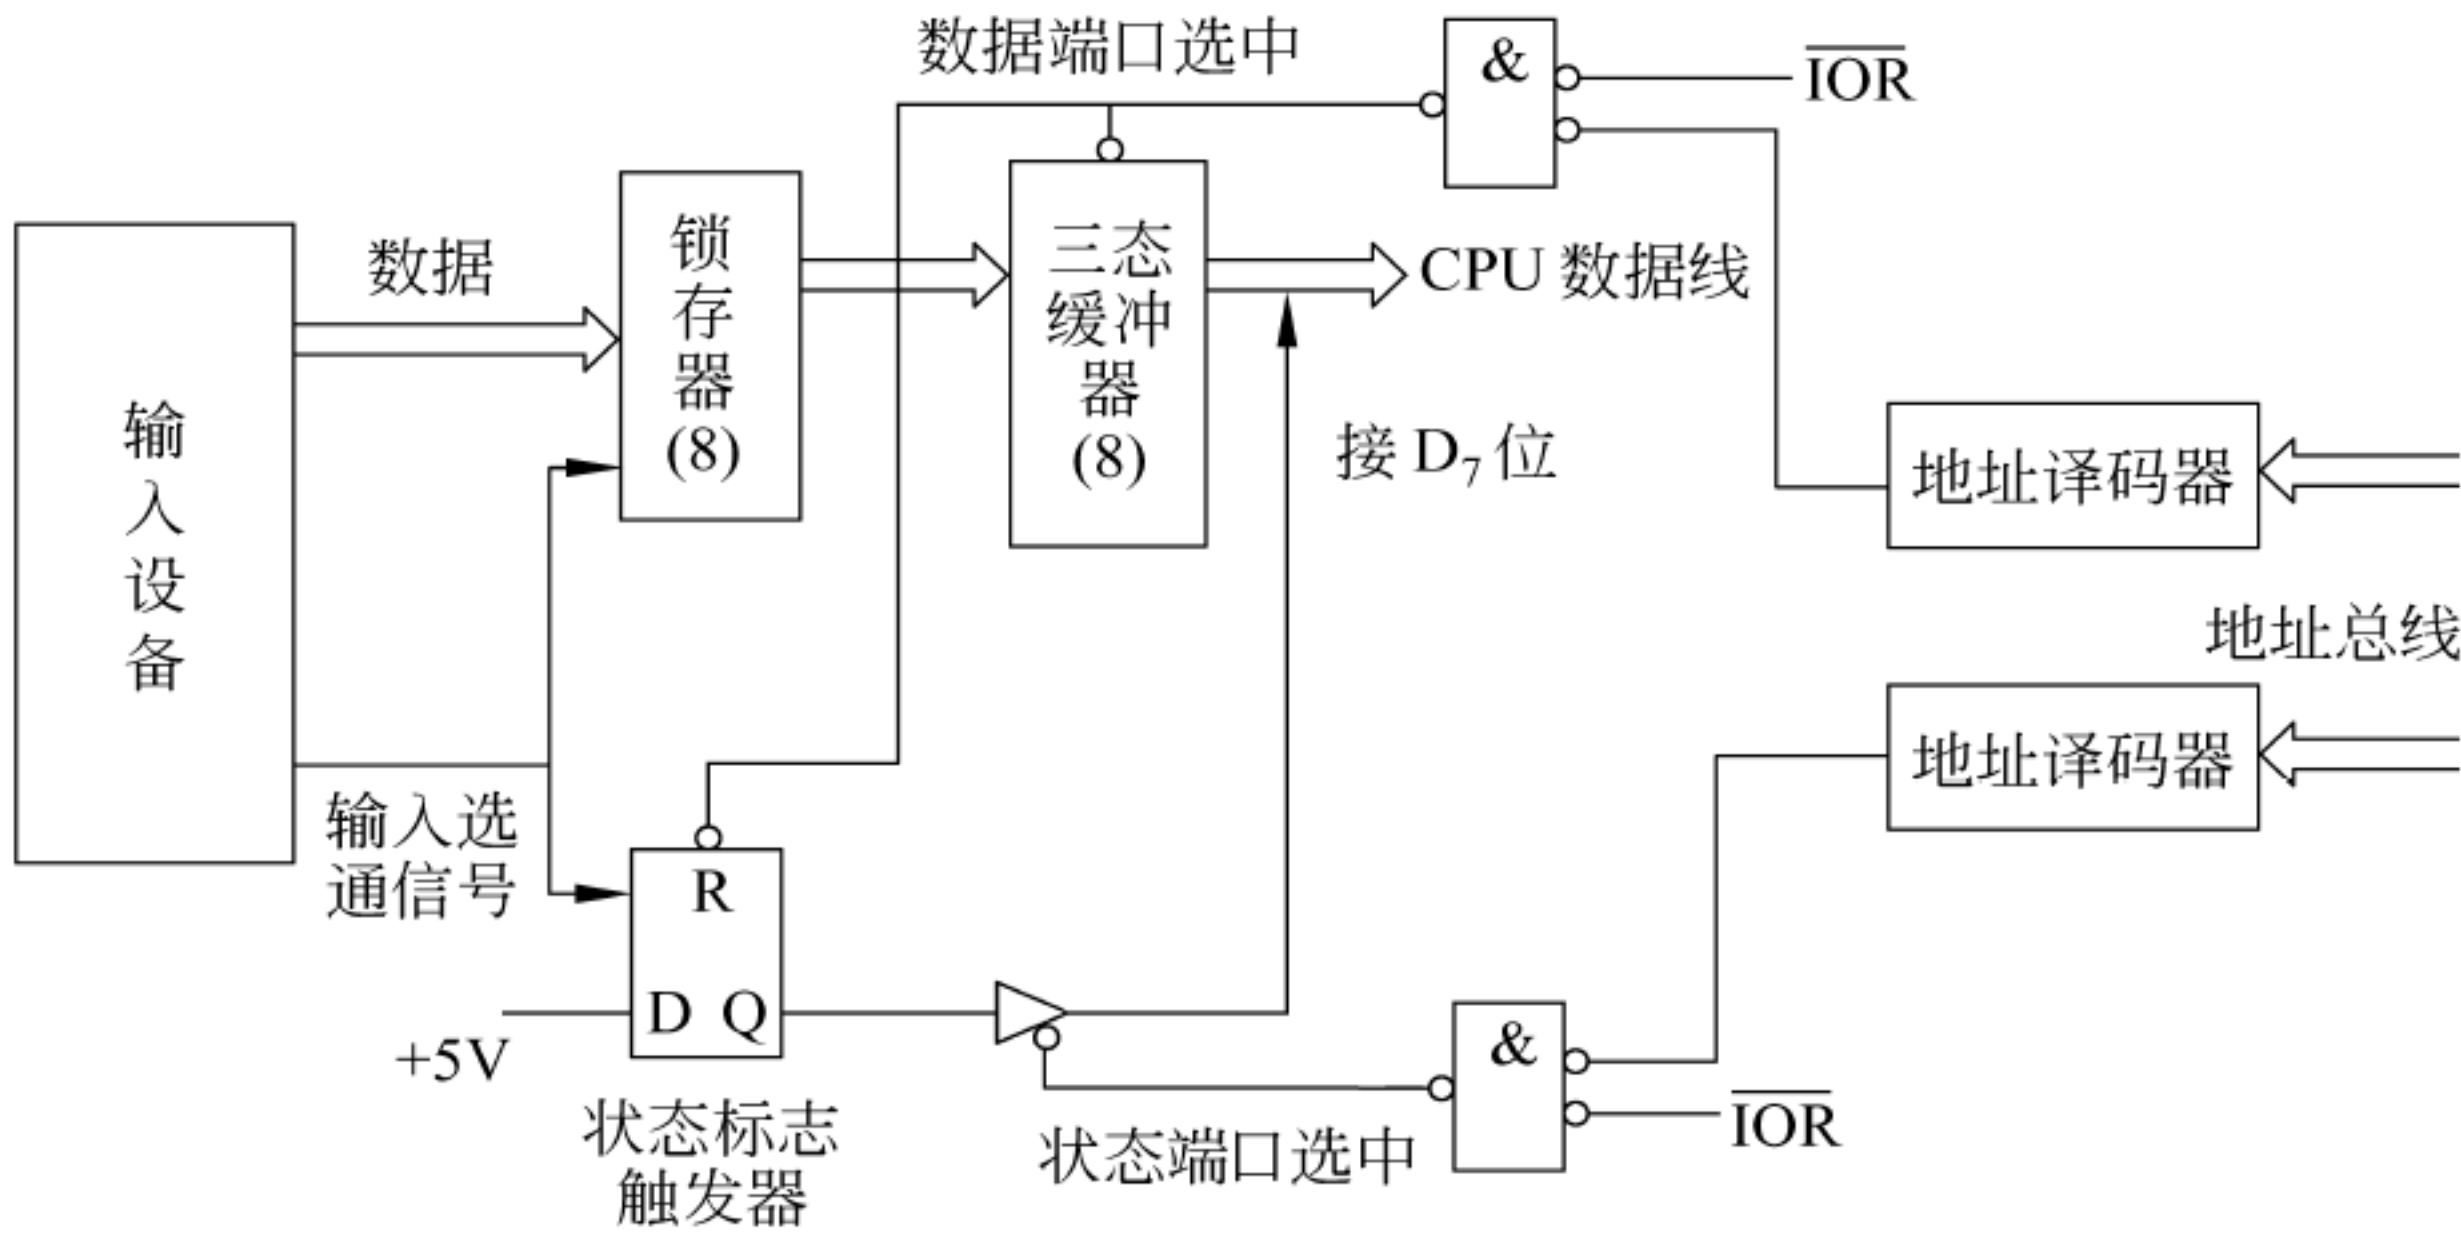 数据端口选中
&
IOR
数据
锁
存
器
(8)
三态
缓冲
器
(8)
CPU 数据线
输
入
设
备
接 D₇ 位
地址译码器
地址总线
地址译码器
输入选
通信号
R
D Q
+5V
状态标志
触发器
&
IOR
状态端口选中